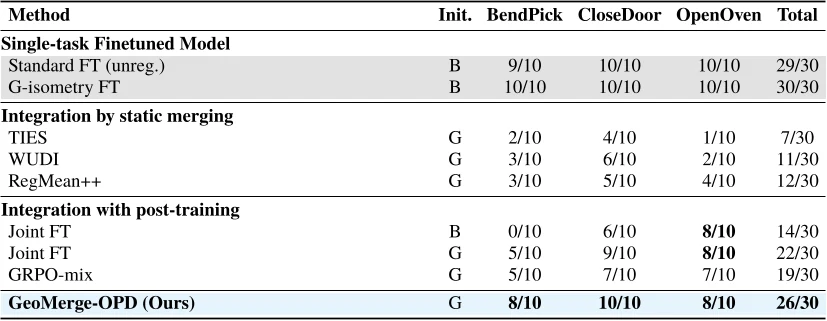 Method Init. BendPick CloseDoor OpenOven Total
Single-task Finetuned Model
Standard FT (unreg.) B 9/10 10/10 10/10 29/30
G-isometry FT B 10/10 10/10 10/10 30/30
Integration by static merging
TIES G 2/10 4/10 1/10 7/30
WUDI G 3/10 6/10 2/10 11/30
RegMean++ G 3/10 5/10 4/10 12/30
Integration with post-training
Joint FT B 0/10 6/10 8/10 14/30
Joint FT G 5/10 9/10 8/10 22/30
GRPO-mix G 5/10 7/10 7/10 19/30
GeoMerge-OPD (Ours) G 8/10 10/10 8/10 26/30